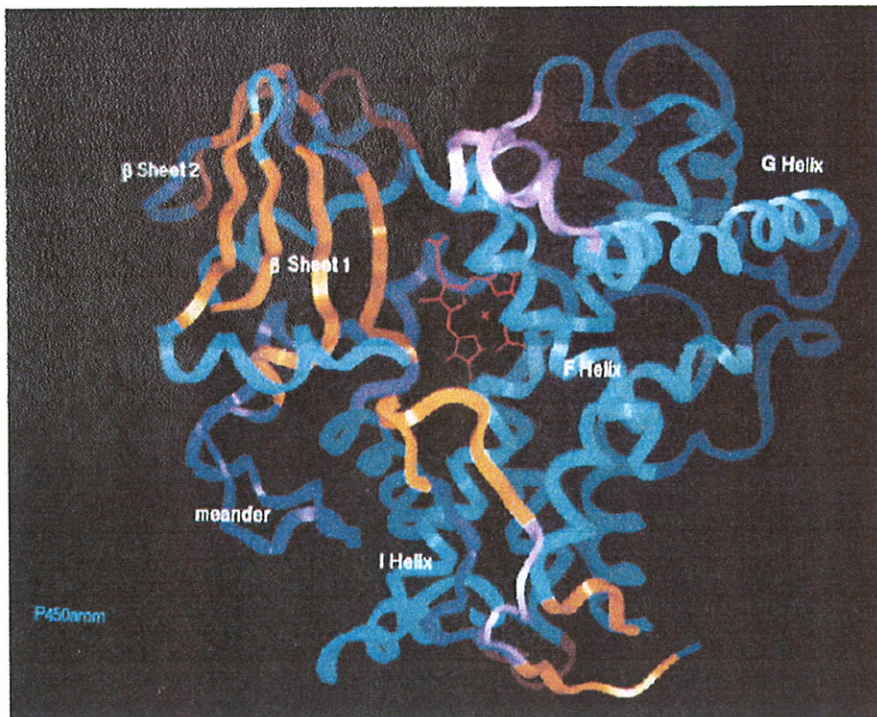 β Sheet 2
G Helix
β Sheet 1
F Helix
meander
I Helix
P450arom